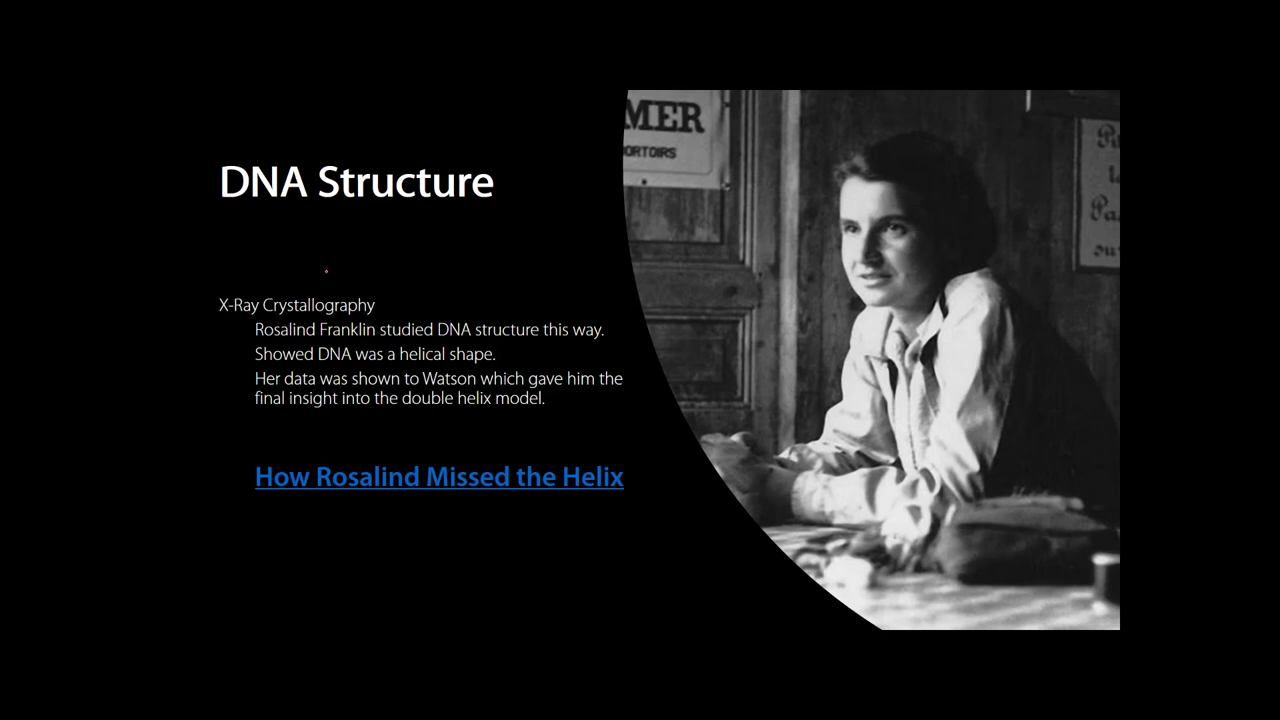 DNA Structure
X-Ray Crystallography
Rosalind Franklin studied DNA structure this way.
Showed DNA was a helical shape.
Her data was shown to Watson which gave him the
final insight into the double helix model.
How Rosalind Missed the Helix
MER
ORTOIRS